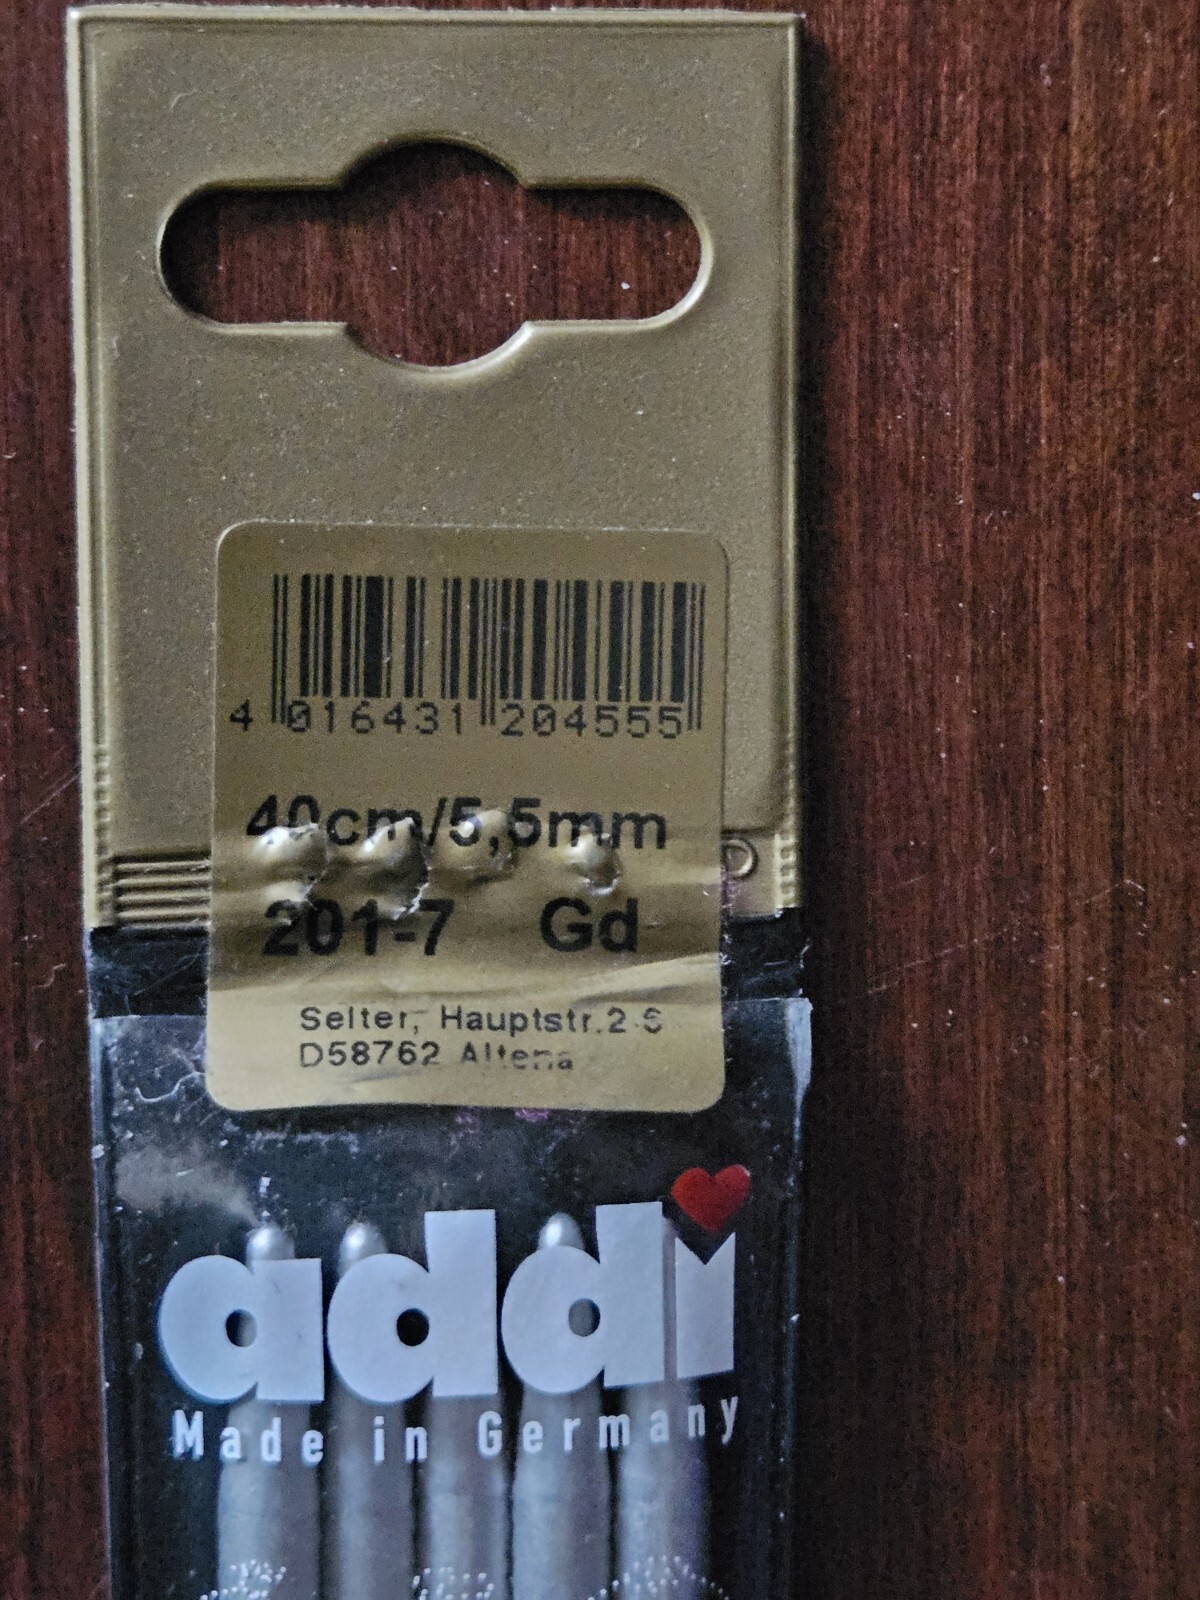 4 016431 204555
40cm/5,5mm
201-7 Gd
Selter, Hauptstr.2-6
D58762 Altena
addi
Made in Germany